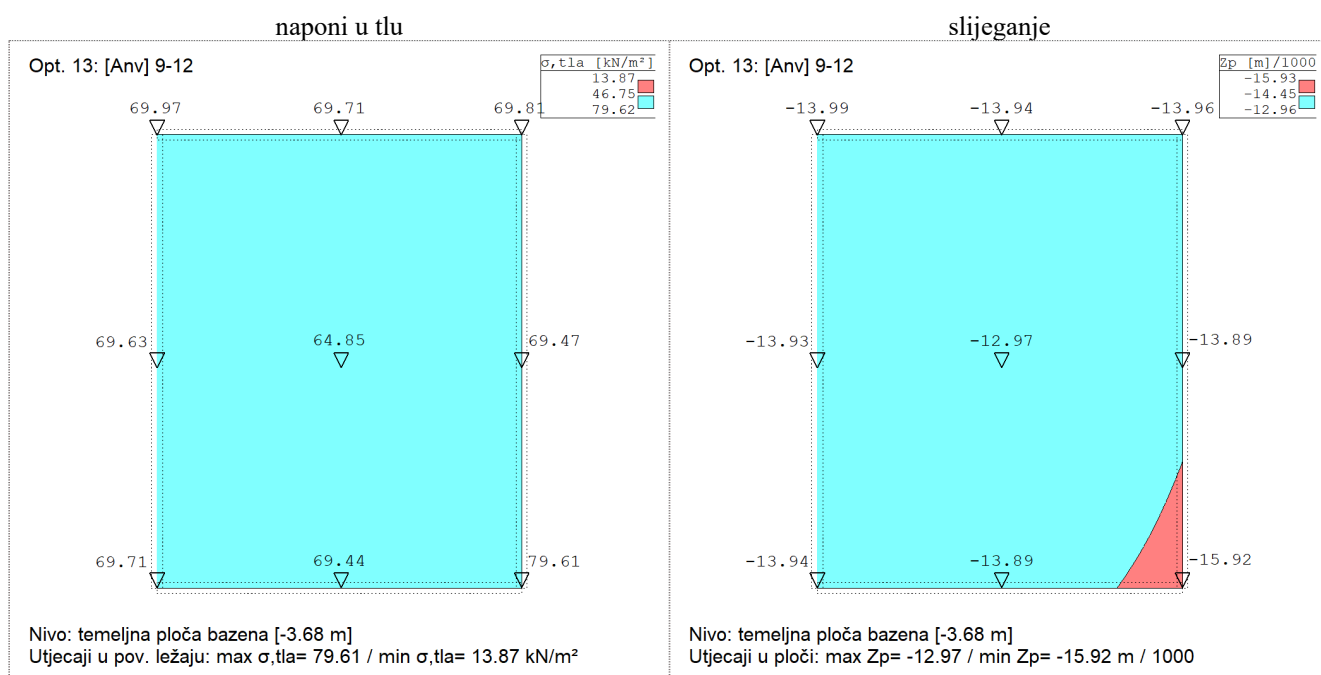 naponi u tlu
slijeganje
Opt. 13: [Anv] 9-12
σ,tla [kN/m²]
13.87
46.75
79.62
69.97
69.71
69.81
69.63
64.85
69.47
69.71
69.44
79.61
Nivo: temeljna ploča bazena [-3.68 m]
Utjecaji u pov. ležaju: max σ,tla= 79.61 / min σ,tla= 13.87 kN/m²
Opt. 13: [Anv] 9-12
Zp [m]/1000
-15.93
-14.45
-12.96
-13.99
-13.94
-13.96
-13.93
-12.97
-13.89
-13.94
-13.89
-15.92
Nivo: temeljna ploča bazena [-3.68 m]
Utjecaji u ploči: max Zp= -12.97 / min Zp= -15.92 m / 1000